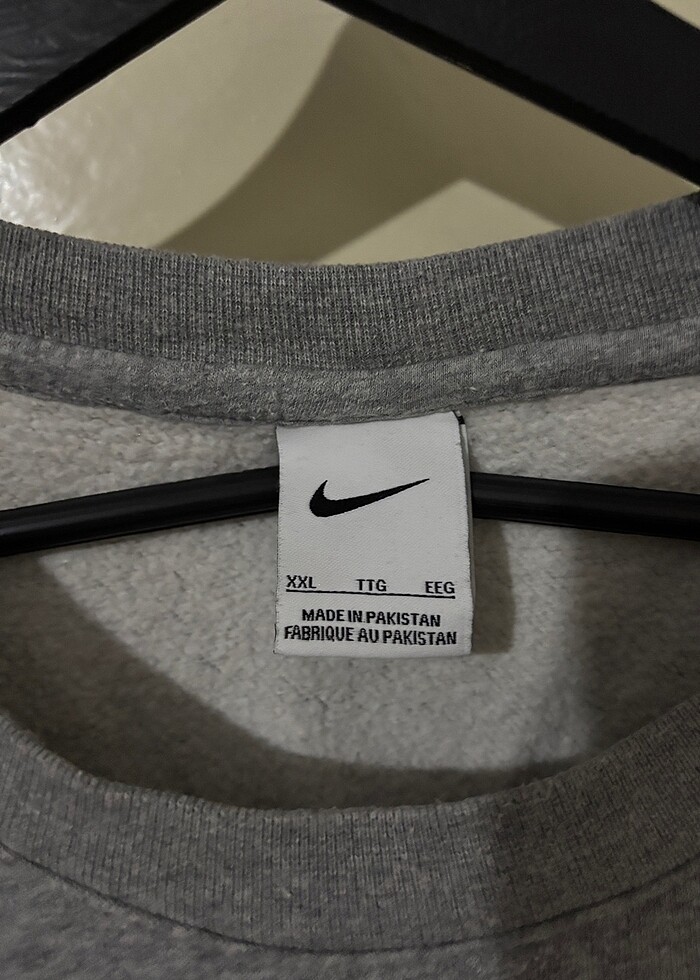 XXL TTG EEG
MADE IN PAKISTAN
FABRIQUE AU PAKISTAN